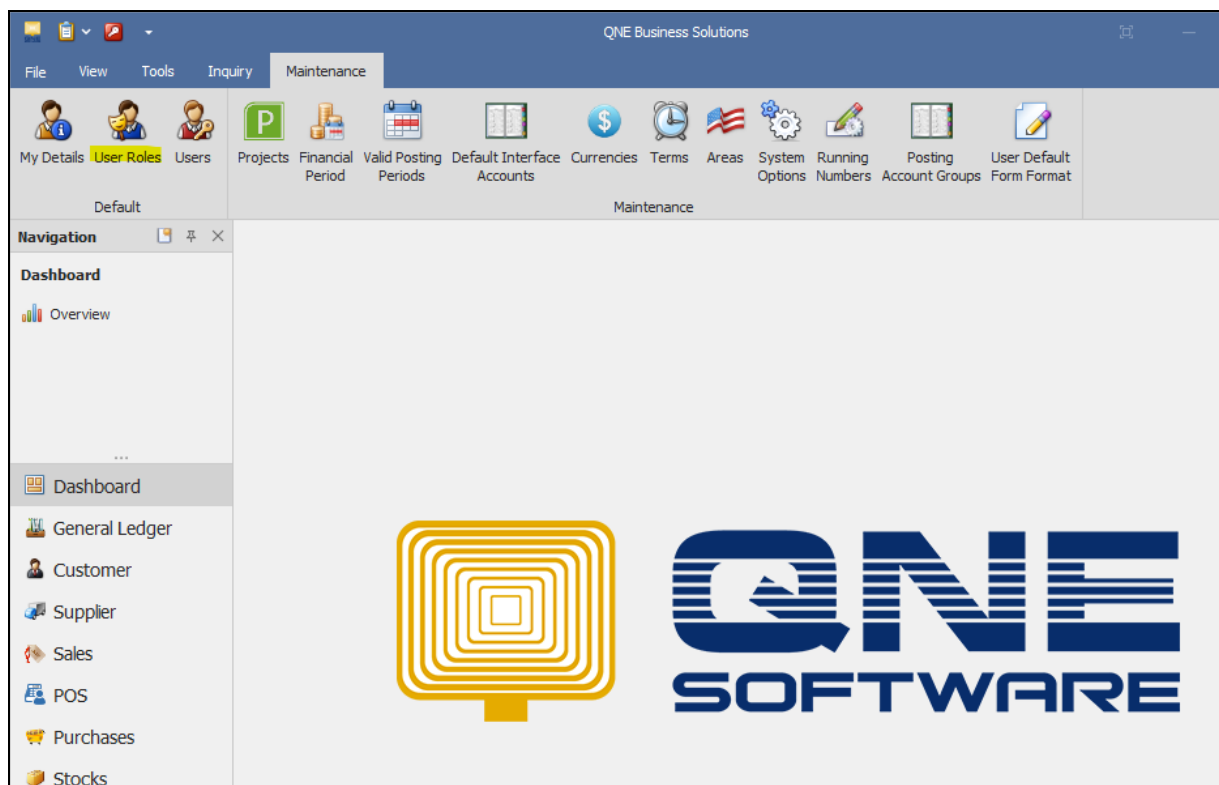 QNE Business Solutions
File View Tools Inquiry Maintenance
P $
My Details User Roles Users Projects Financial Period Valid Posting Periods Default Interface Accounts Currencies Terms Areas System Options Running Numbers Posting Account Groups User Default Form Format
Default Maintenance
Navigation
Dashboard
Overview
...
Dashboard
General Ledger
Customer
Supplier
Sales
POS
Purchases
Stocks
QNE
SOFTWARE